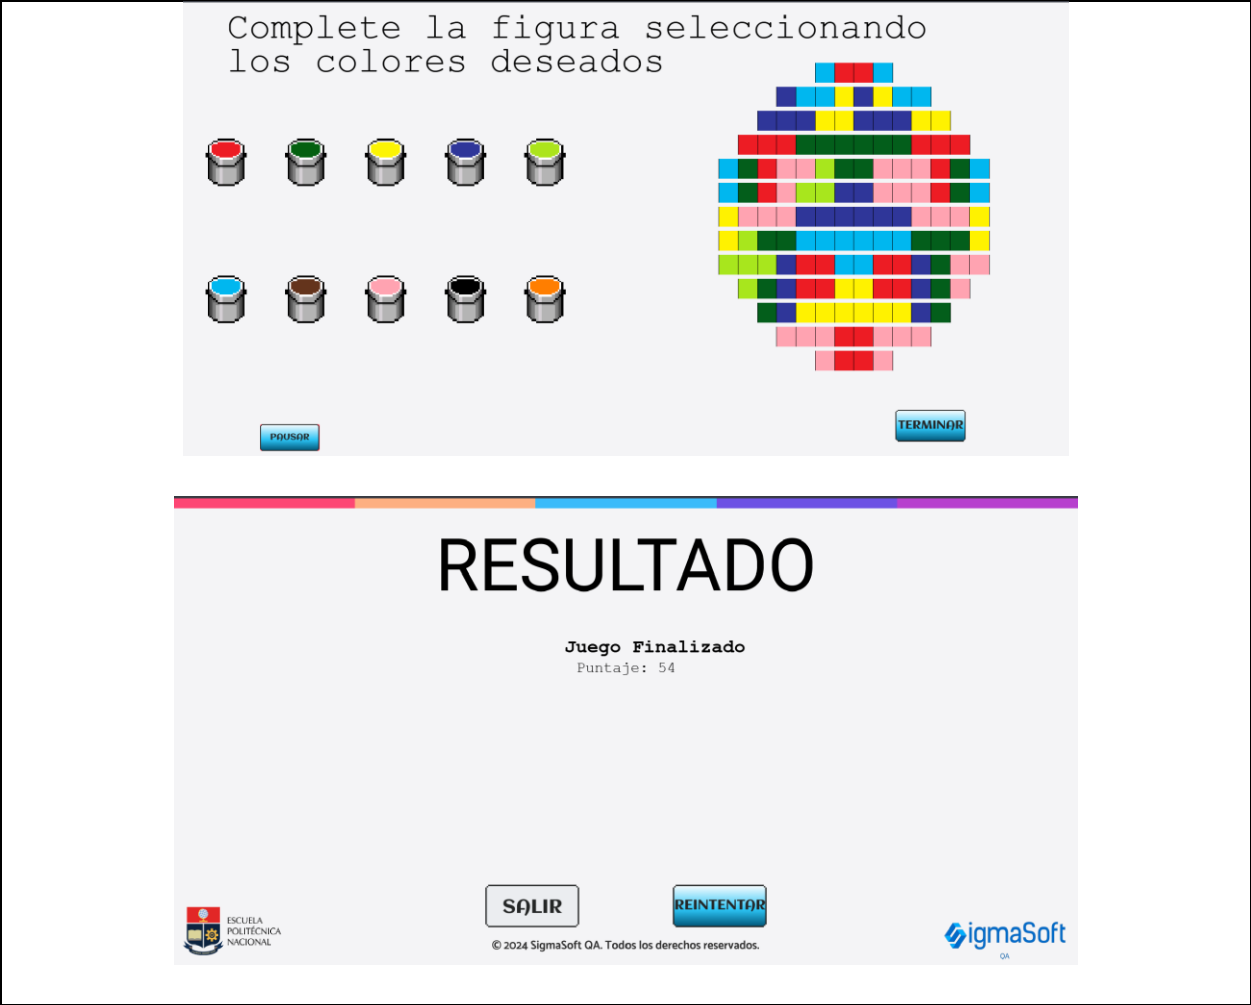 Complete la figura seleccionando
los colores deseados
PAUSAR
TERMINAR
RESULTADO
Juego Finalizado
Puntaje: 54
SALIR
REINTENTAR
ESCUELA
POLITÉCNICA
NACIONAL
© 2024 SigmaSoft QA. Todos los derechos reservados.
SigmaSoft
QA